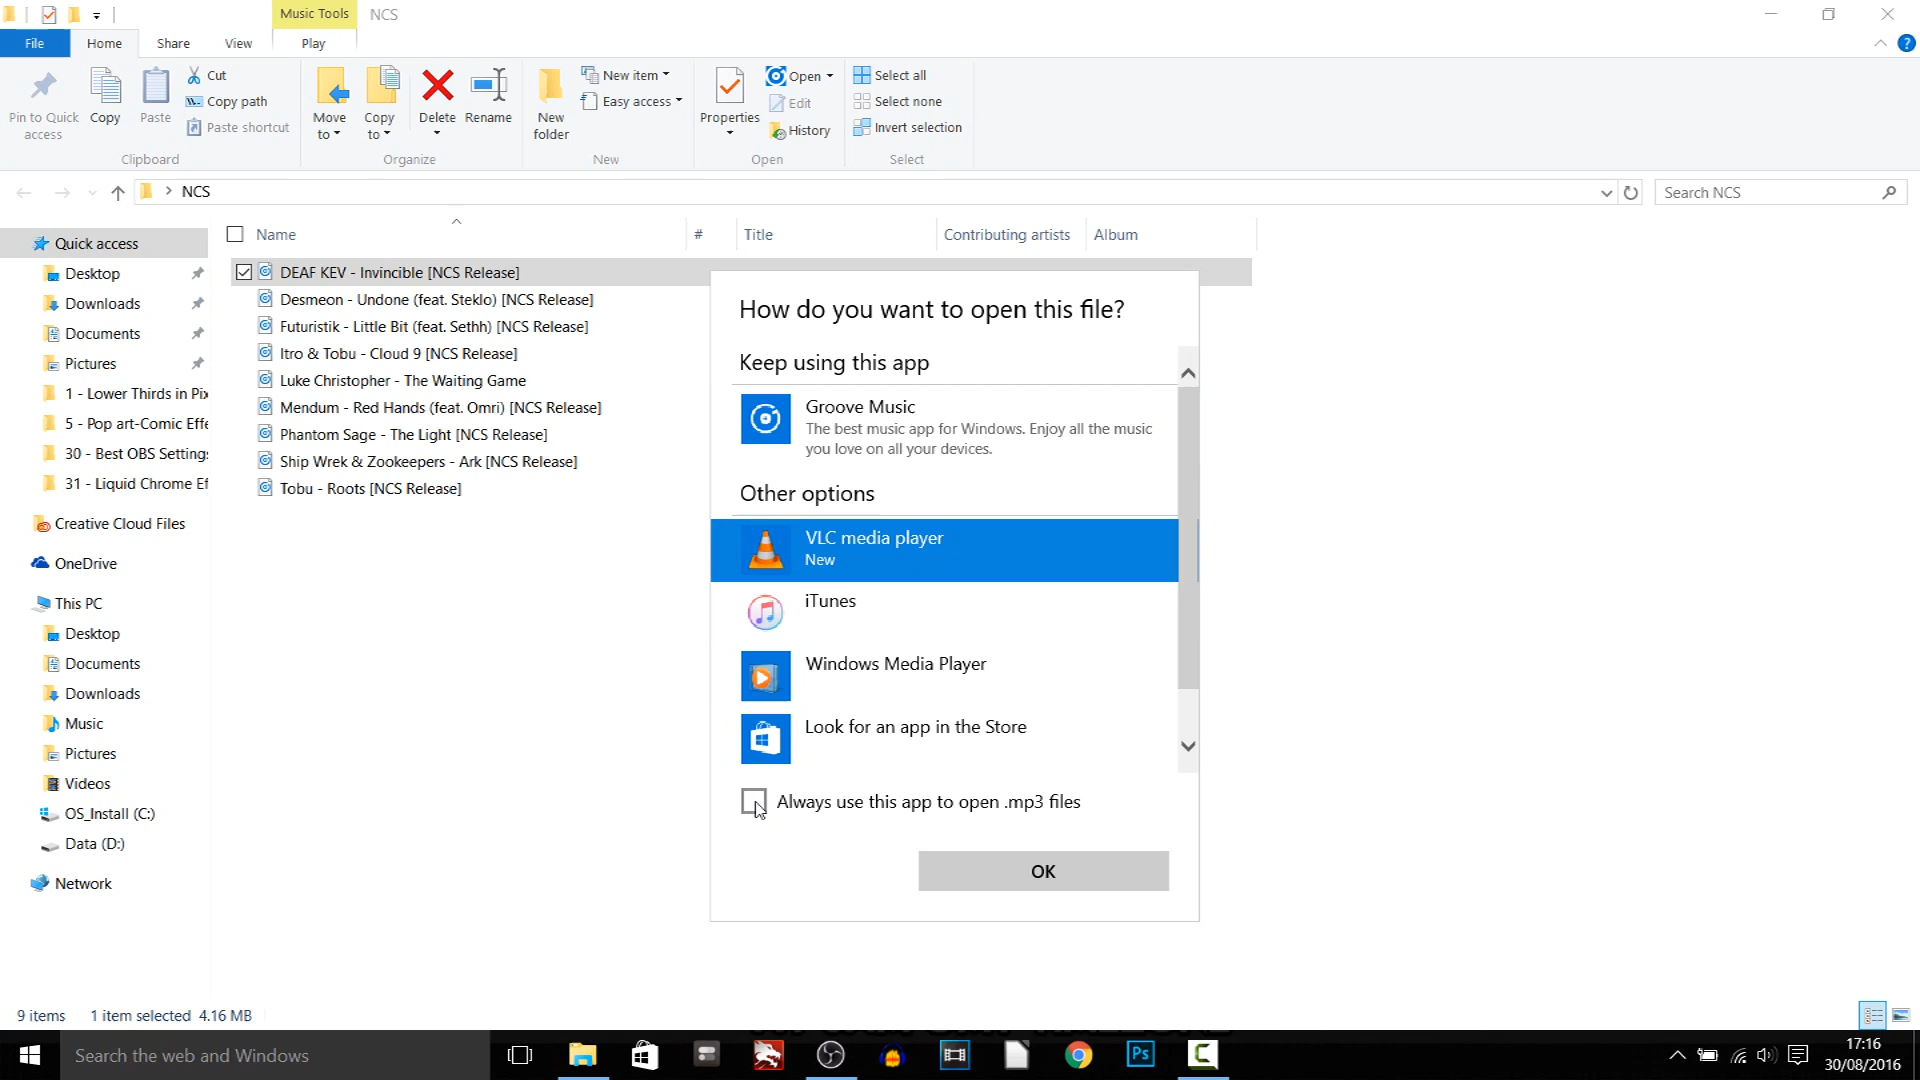 Music Tools
NCS
File
Home
Share
View
Play
Pin to Quick access
Copy
Paste
Cut
Copy path
Paste shortcut
Clipboard
Move to
Copy to
Delete
Rename
Organize
New folder
New item
Easy access
New
Properties
Open
Edit
History
Open
Select all
Select none
Invert selection
Select
NCS
Search NCS
Name
#
Title
Contributing artists
Album
Quick access
Desktop
Downloads
Documents
Pictures
1 - Lower Thirds in Pix
5 - Pop art-Comic Effe
30 - Best OBS Settings
31 - Liquid Chrome Ef
Creative Cloud Files
OneDrive
This PC
Desktop
Documents
Downloads
Music
Pictures
Videos
OS_Install (C:)
Data (D:)
Network
DEAF KEV - Invincible [NCS Release]
Desmeon - Undone (feat. Steklo) [NCS Release]
Futuristik - Little Bit (feat. Sethh) [NCS Release]
Itro & Tobu - Cloud 9 [NCS Release]
Luke Christopher - The Waiting Game
Mendum - Red Hands (feat. Omri) [NCS Release]
Phantom Sage - The Light [NCS Release]
Ship Wrek & Zookeepers - Ark [NCS Release]
Tobu - Roots [NCS Release]
How do you want to open this file?
Keep using this app
Groove Music
The best music app for Windows. Enjoy all the music
you love on all your devices.
Other options
VLC media player
New
iTunes
Windows Media Player
Look for an app in the Store
Always use this app to open .mp3 files
OK
9 items
1 item selected 4.16 MB
Search the web and Windows
Ps
17:16
30/08/2016